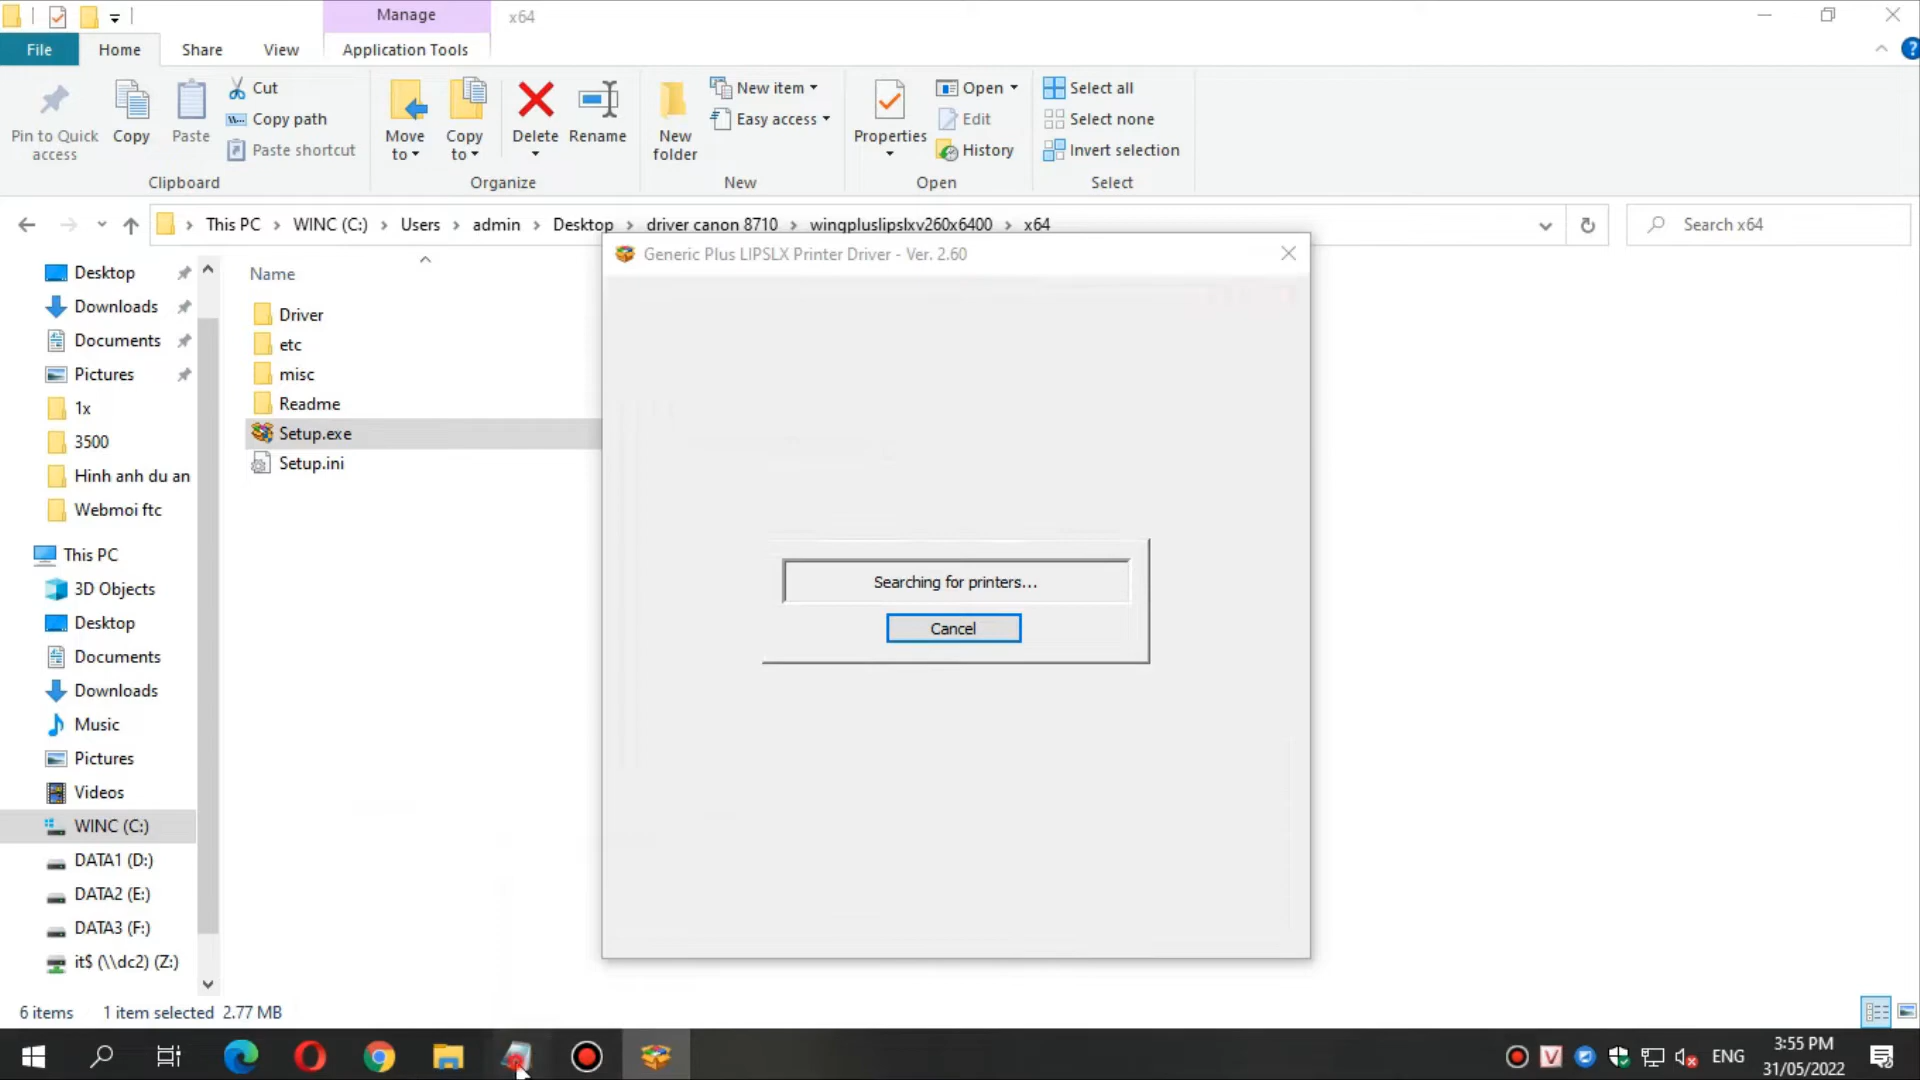 Manage
x64
File
Home
Share
View
Application Tools
Pin to Quick
access
Copy
Paste
Cut
Copy path
Paste shortcut
Clipboard
Move
to
Copy
to
Delete
Rename
Organize
New
folder
New item
Easy access
New
Properties
Open
Edit
History
Open
Select all
Select none
Invert selection
Select
This PC
WINC (C:)
Users
admin
Desktop
driver canon 8710
wingpluslipslxv260x6400
x64
Search x64
Desktop
Downloads
Documents
Pictures
1x
3500
Hinh anh du an
Webmoi ftc
This PC
3D Objects
Desktop
Documents
Downloads
Music
Pictures
Videos
WINC (C:)
DATA1 (D:)
DATA2 (E:)
DATA3 (F:)
it$ (\\dc2) (Z:)
Name
Driver
etc
misc
Readme
Setup.exe
Setup.ini
Generic Plus LIPSLX Printer Driver - Ver. 2.60
Searching for printers...
Cancel
6 items
1 item selected 2.77 MB
ENG
3:55 PM
31/05/2022